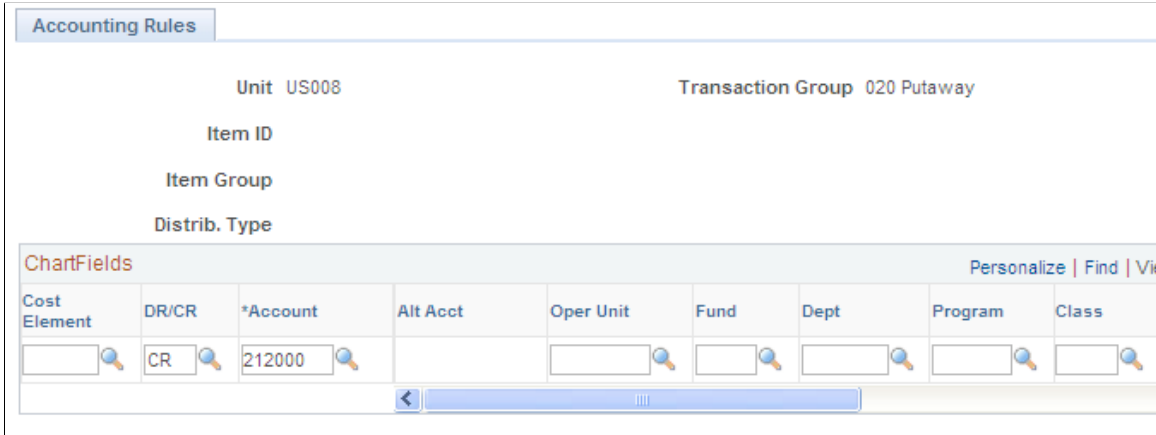 Accounting Rules
Unit US008 Transaction Group 020 Putaway
Item ID
Item Group
Distrib. Type
ChartFields Personalize | Find | Vi
Cost Element DR/CR *Account Alt Acct Oper Unit Fund Dept Program Class
CR 212000